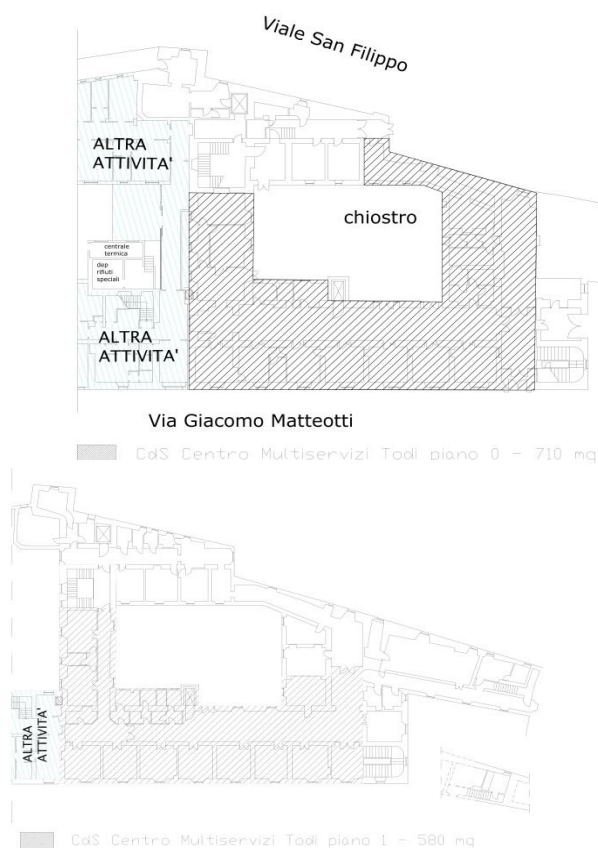 Viale San Filippo
ALTRA
ATTIVITA'
chiostro
centrale
termica
dep
rifiuti
speciali
ALTRA
ATTIVITA'
Via Giacomo Matteotti
CdS Centro Multiservizi Todi piano 0 - 710 mq
ALTRA
ATTIVITA'
CdS Centro Multiservizi Todi piano 1 - 580 mq